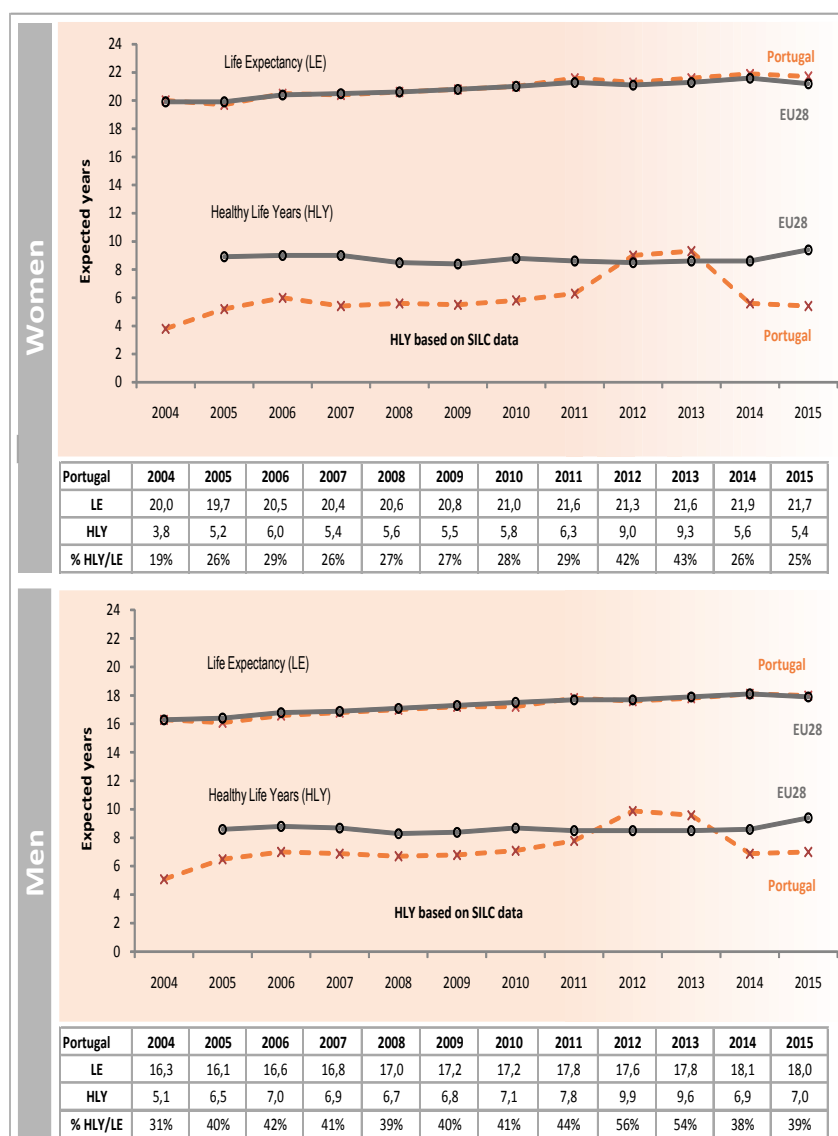 Women
24
22
20
18
16
14
12
10
8
6
4
2
0
Expected years
Life Expectancy (LE)
Portugal
EU28
Healthy Life Years (HLY)
EU28
HLY based on SILC data
Portugal
2004 2005 2006 2007 2008 2009 2010 2011 2012 2013 2014 2015
Portugal 2004 2005 2006 2007 2008 2009 2010 2011 2012 2013 2014 2015
LE 20,0 19,7 20,5 20,4 20,6 20,8 21,0 21,6 21,3 21,6 21,9 21,7
HLY 3,8 5,2 6,0 5,4 5,6 5,5 5,8 6,3 9,0 9,3 5,6 5,4
% HLY/LE 19% 26% 29% 26% 27% 27% 28% 29% 42% 43% 26% 25%
Men
24
22
20
18
16
14
12
10
8
6
4
2
0
Expected years
Life Expectancy (LE)
Portugal
EU28
Healthy Life Years (HLY)
EU28
Portugal
HLY based on SILC data
2004 2005 2006 2007 2008 2009 2010 2011 2012 2013 2014 2015
Portugal 2004 2005 2006 2007 2008 2009 2010 2011 2012 2013 2014 2015
LE 16,3 16,1 16,6 16,8 17,0 17,2 17,2 17,8 17,6 17,8 18,1 18,0
HLY 5,1 6,5 7,0 6,9 6,7 6,8 7,1 7,8 9,9 9,6 6,9 7,0
% HLY/LE 31% 40% 42% 41% 39% 40% 41% 44% 56% 54% 38% 39%